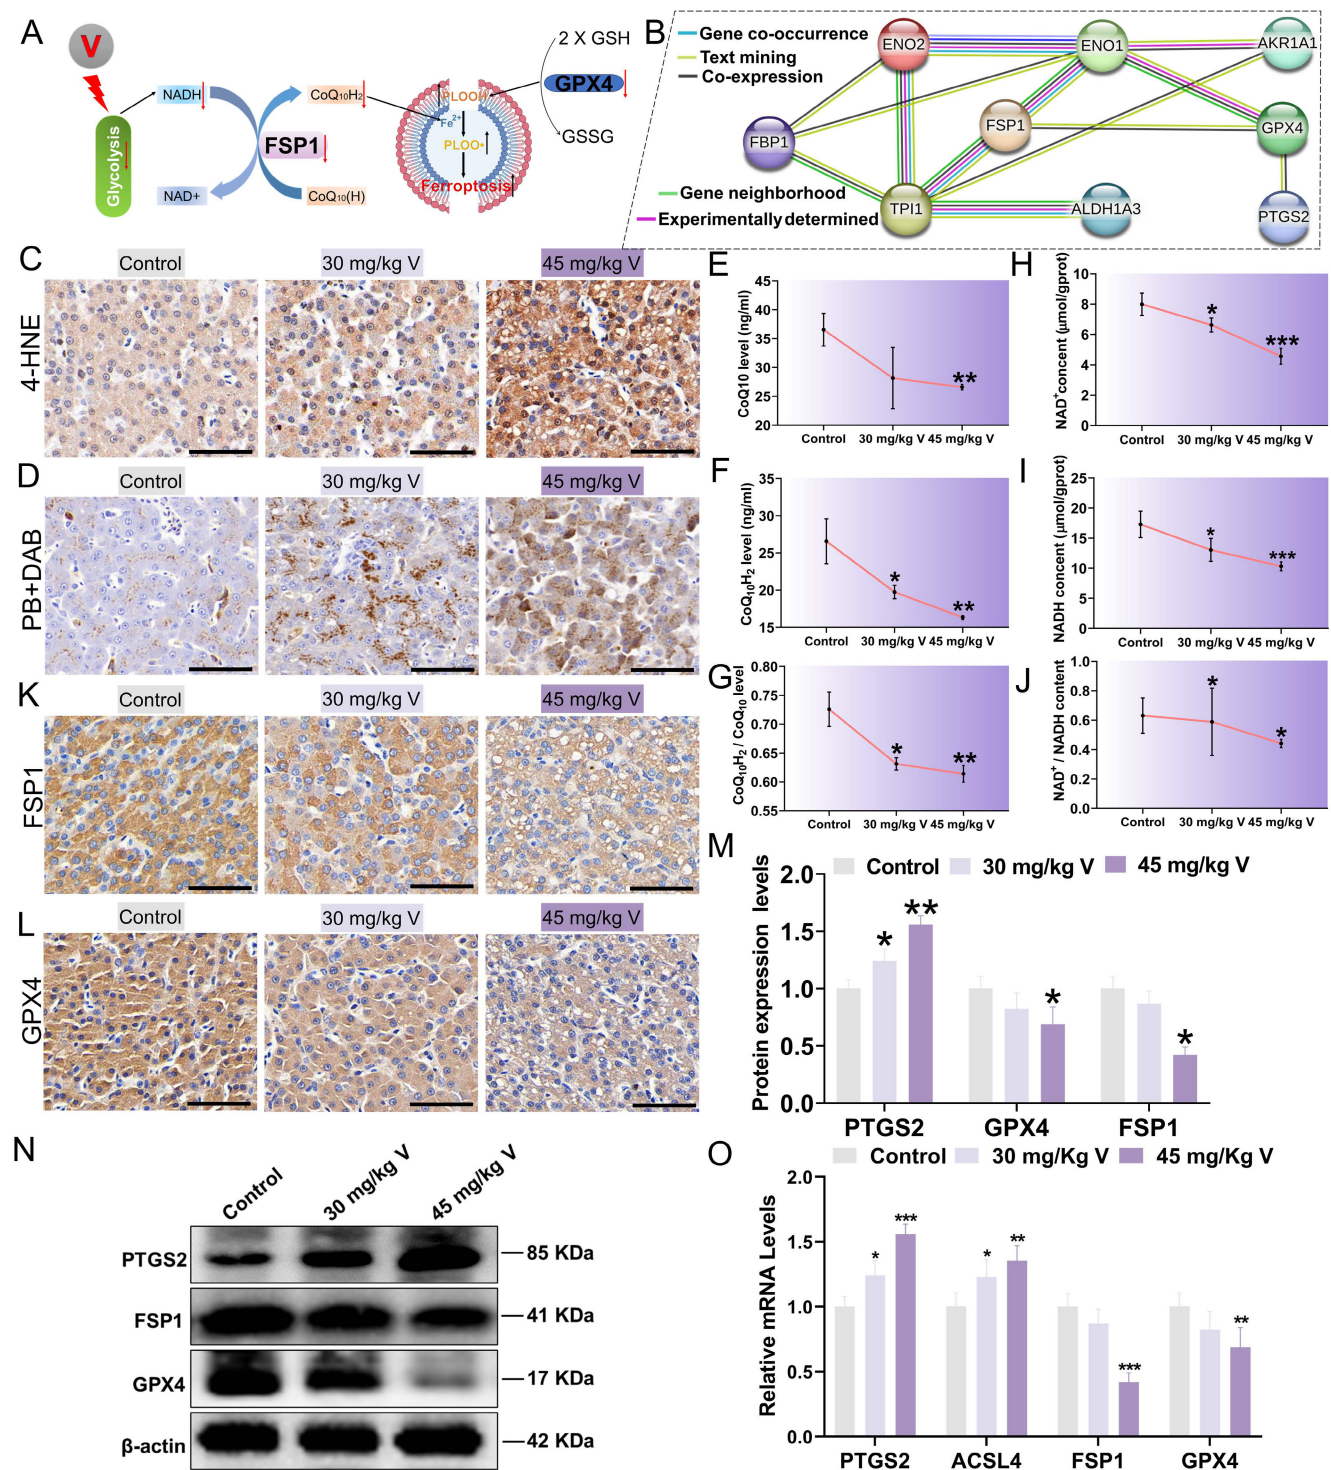 A
V
Glycolysis
NADH
NAD+
FSP1
CoQ10H2
CoQ10(H)
PLOOH
Fe2+
PLOO•
Ferroptosis
2 X GSH
GPX4
GSSG
B
Gene co-occurrence
Text mining
Co-expression
Gene neighborhood
Experimentally determined
ENO2
ENO1
AKR1A1
FBP1
FSP1
GPX4
TPI1
ALDH1A3
PTGS2
C
Control
30 mg/kg V
45 mg/kg V
4-HNE
D
Control
30 mg/kg V
45 mg/kg V
PB+DAB
K
Control
30 mg/kg V
45 mg/kg V
FSP1
L
Control
30 mg/kg V
45 mg/kg V
GPX4
E
CoQ10 level (ng/ml)
45
40
35
30
25
20
**
Control
30 mg/kg V
45 mg/kg V
F
CoQ10H2 level (ng/ml)
35
30
25
20
15
*
**
Control
30 mg/kg V
45 mg/kg V
G
CoQ10H2 / CoQ10 level
0.80
0.75
0.70
0.65
0.60
0.55
*
**
Control
30 mg/kg V
45 mg/kg V
H
NAD+concent (μmol/gprot)
10
8
6
4
2
0
*
***
Control
30 mg/kg V
45 mg/kg V
I
NADH content (μmol/gprot)
25
20
15
10
5
0
*
***
Control
30 mg/kg V
45 mg/kg V
J
NAD+ / NADH content
1.0
0.8
0.6
0.4
0.2
0.0
*
*
Control
30 mg/kg V
45 mg/kg V
M
Control
30 mg/kg V
45 mg/kg V
Protein expression levels
2.0
1.5
1.0
0.5
0.0
*
**
*
*
PTGS2
GPX4
FSP1
N
Control
30 mg/kg V
45 mg/kg V
PTGS2
85 KDa
FSP1
41 KDa
GPX4
17 KDa
β-actin
42 KDa
O
Control
30 mg/Kg V
45 mg/Kg V
Relative mRNA Levels
2.0
1.5
1.0
0.5
0.0
*
***
*
**
***
**
PTGS2
ACSL4
FSP1
GPX4